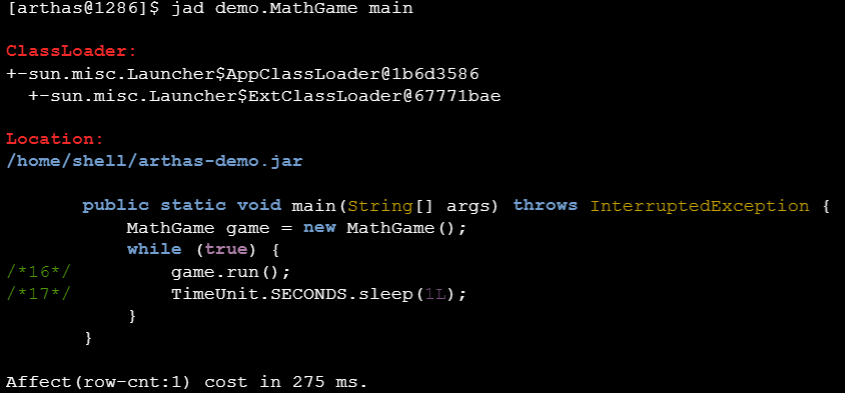 [arthas@1286]$ jad demo.MathGame main
ClassLoader:
+-sun.misc.Launcher$AppClassLoader@1b6d3586
  +-sun.misc.Launcher$ExtClassLoader@67771bae
Location:
/home/shell/arthas-demo.jar
       public static void main(String[] args) throws InterruptedException {
           MathGame game = new MathGame();
           while (true) {
/*16*/         game.run();
/*17*/         TimeUnit.SECONDS.sleep(1L);
           }
       }
Affect(row-cnt:1) cost in 275 ms.